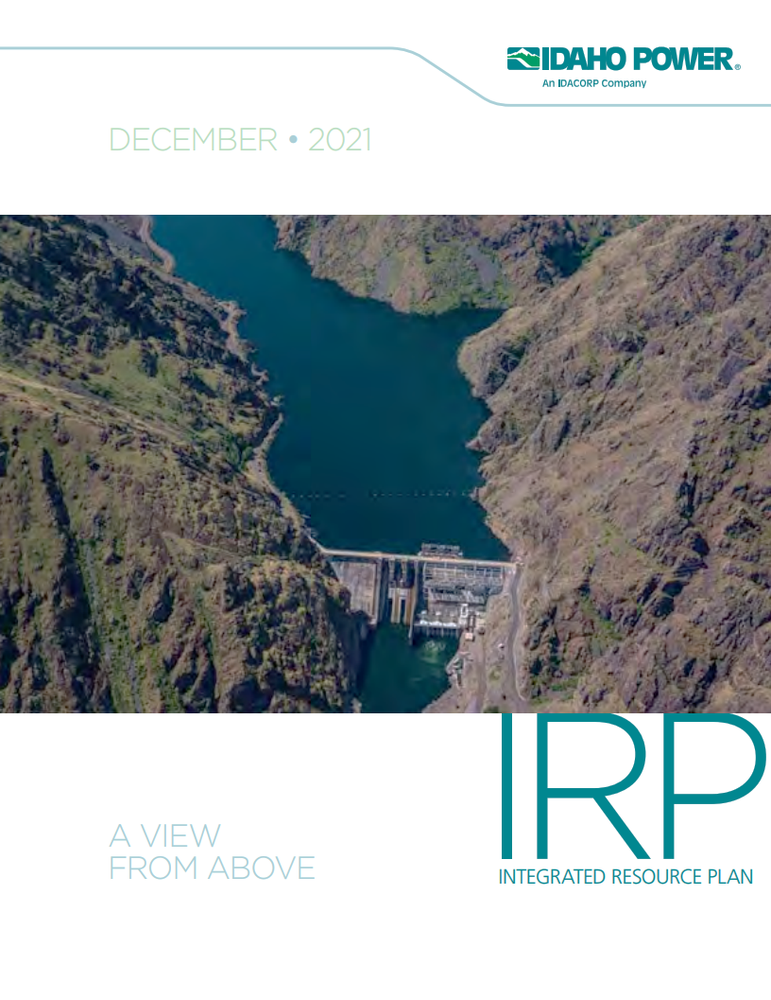 IDAHO POWER®
An IDACORP Company
DECEMBER • 2021
IRP
A VIEW
FROM ABOVE
INTEGRATED RESOURCE PLAN